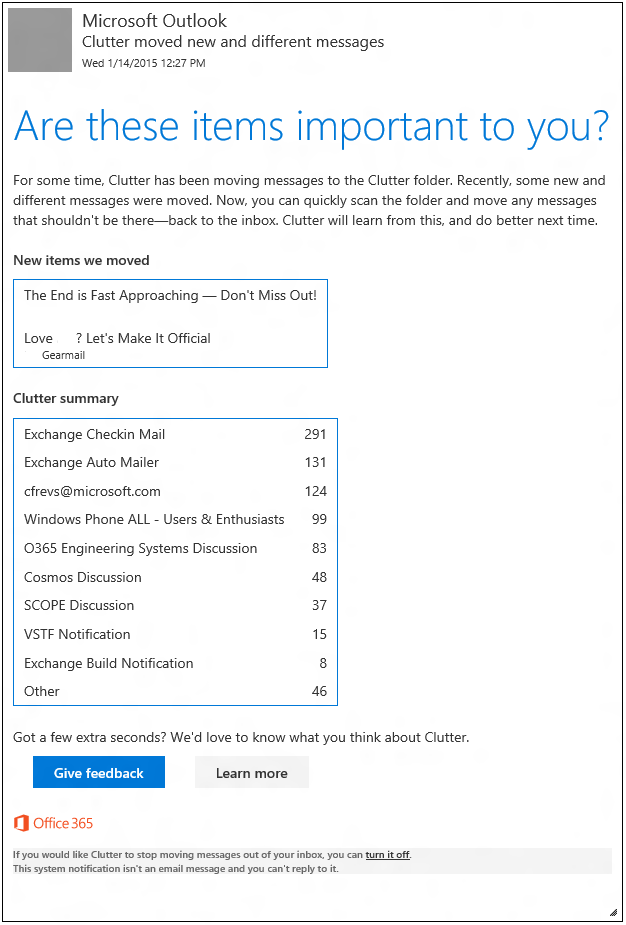 Microsoft Outlook
Clutter moved new and different messages
Wed 1/14/2015 12:27 PM
Are these items important to you?
For some time, Clutter has been moving messages to the Clutter folder. Recently, some new and
different messages were moved. Now, you can quickly scan the folder and move any messages
that shouldn't be there—back to the inbox. Clutter will learn from this, and do better next time.
New items we moved
The End is Fast Approaching — Don't Miss Out!
Love ? Let's Make It Official
Gearmail
Clutter summary
Exchange Checkin Mail 291
Exchange Auto Mailer 131
cfrevs@microsoft.com 124
Windows Phone ALL - Users & Enthusiasts 99
O365 Engineering Systems Discussion 83
Cosmos Discussion 48
SCOPE Discussion 37
VSTF Notification 15
Exchange Build Notification 8
Other 46
Got a few extra seconds? We'd love to know what you think about Clutter.
Give feedback Learn more
Office 365
If you would like Clutter to stop moving messages out of your inbox, you can turn it off.
This system notification isn't an email message and you can't reply to it.